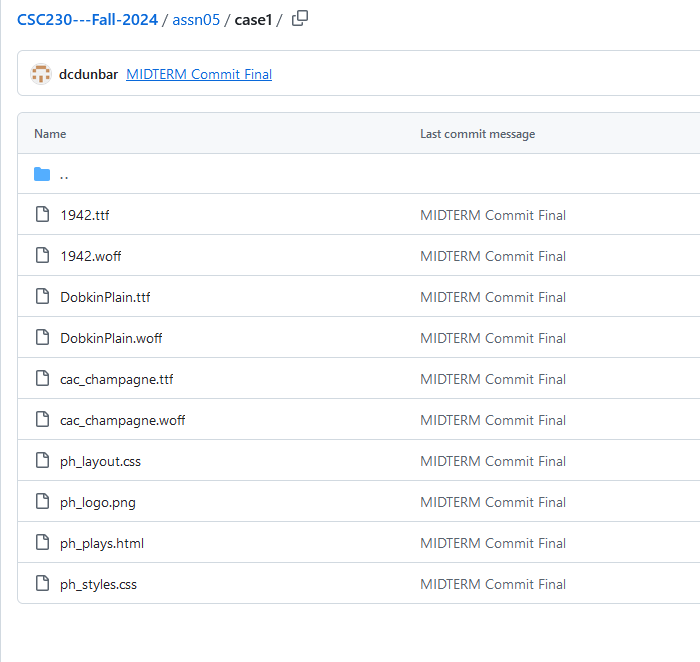 CSC230---Fall-2024 / assn05 / case1 /
dcdunbar MIDTERM Commit Final
Name Last commit message
..
1942.ttf MIDTERM Commit Final
1942.woff MIDTERM Commit Final
DobkinPlain.ttf MIDTERM Commit Final
DobkinPlain.woff MIDTERM Commit Final
cac_champagne.ttf MIDTERM Commit Final
cac_champagne.woff MIDTERM Commit Final
ph_layout.css MIDTERM Commit Final
ph_logo.png MIDTERM Commit Final
ph_plays.html MIDTERM Commit Final
ph_styles.css MIDTERM Commit Final